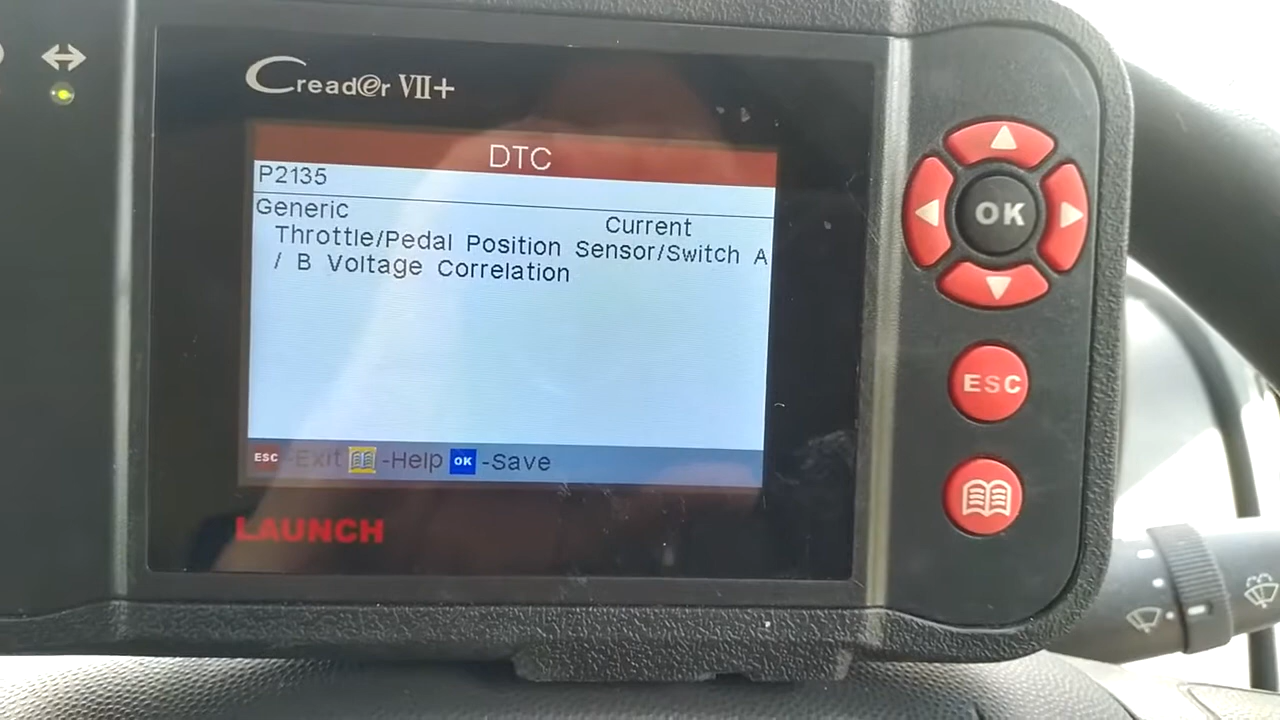 Creader VII+
DTC
P2135
Generic Current
Throttle/Pedal Position Sensor/Switch A
/ B Voltage Correlation
ESC -Exit -Help OK -Save
LAUNCH
OK
ESC